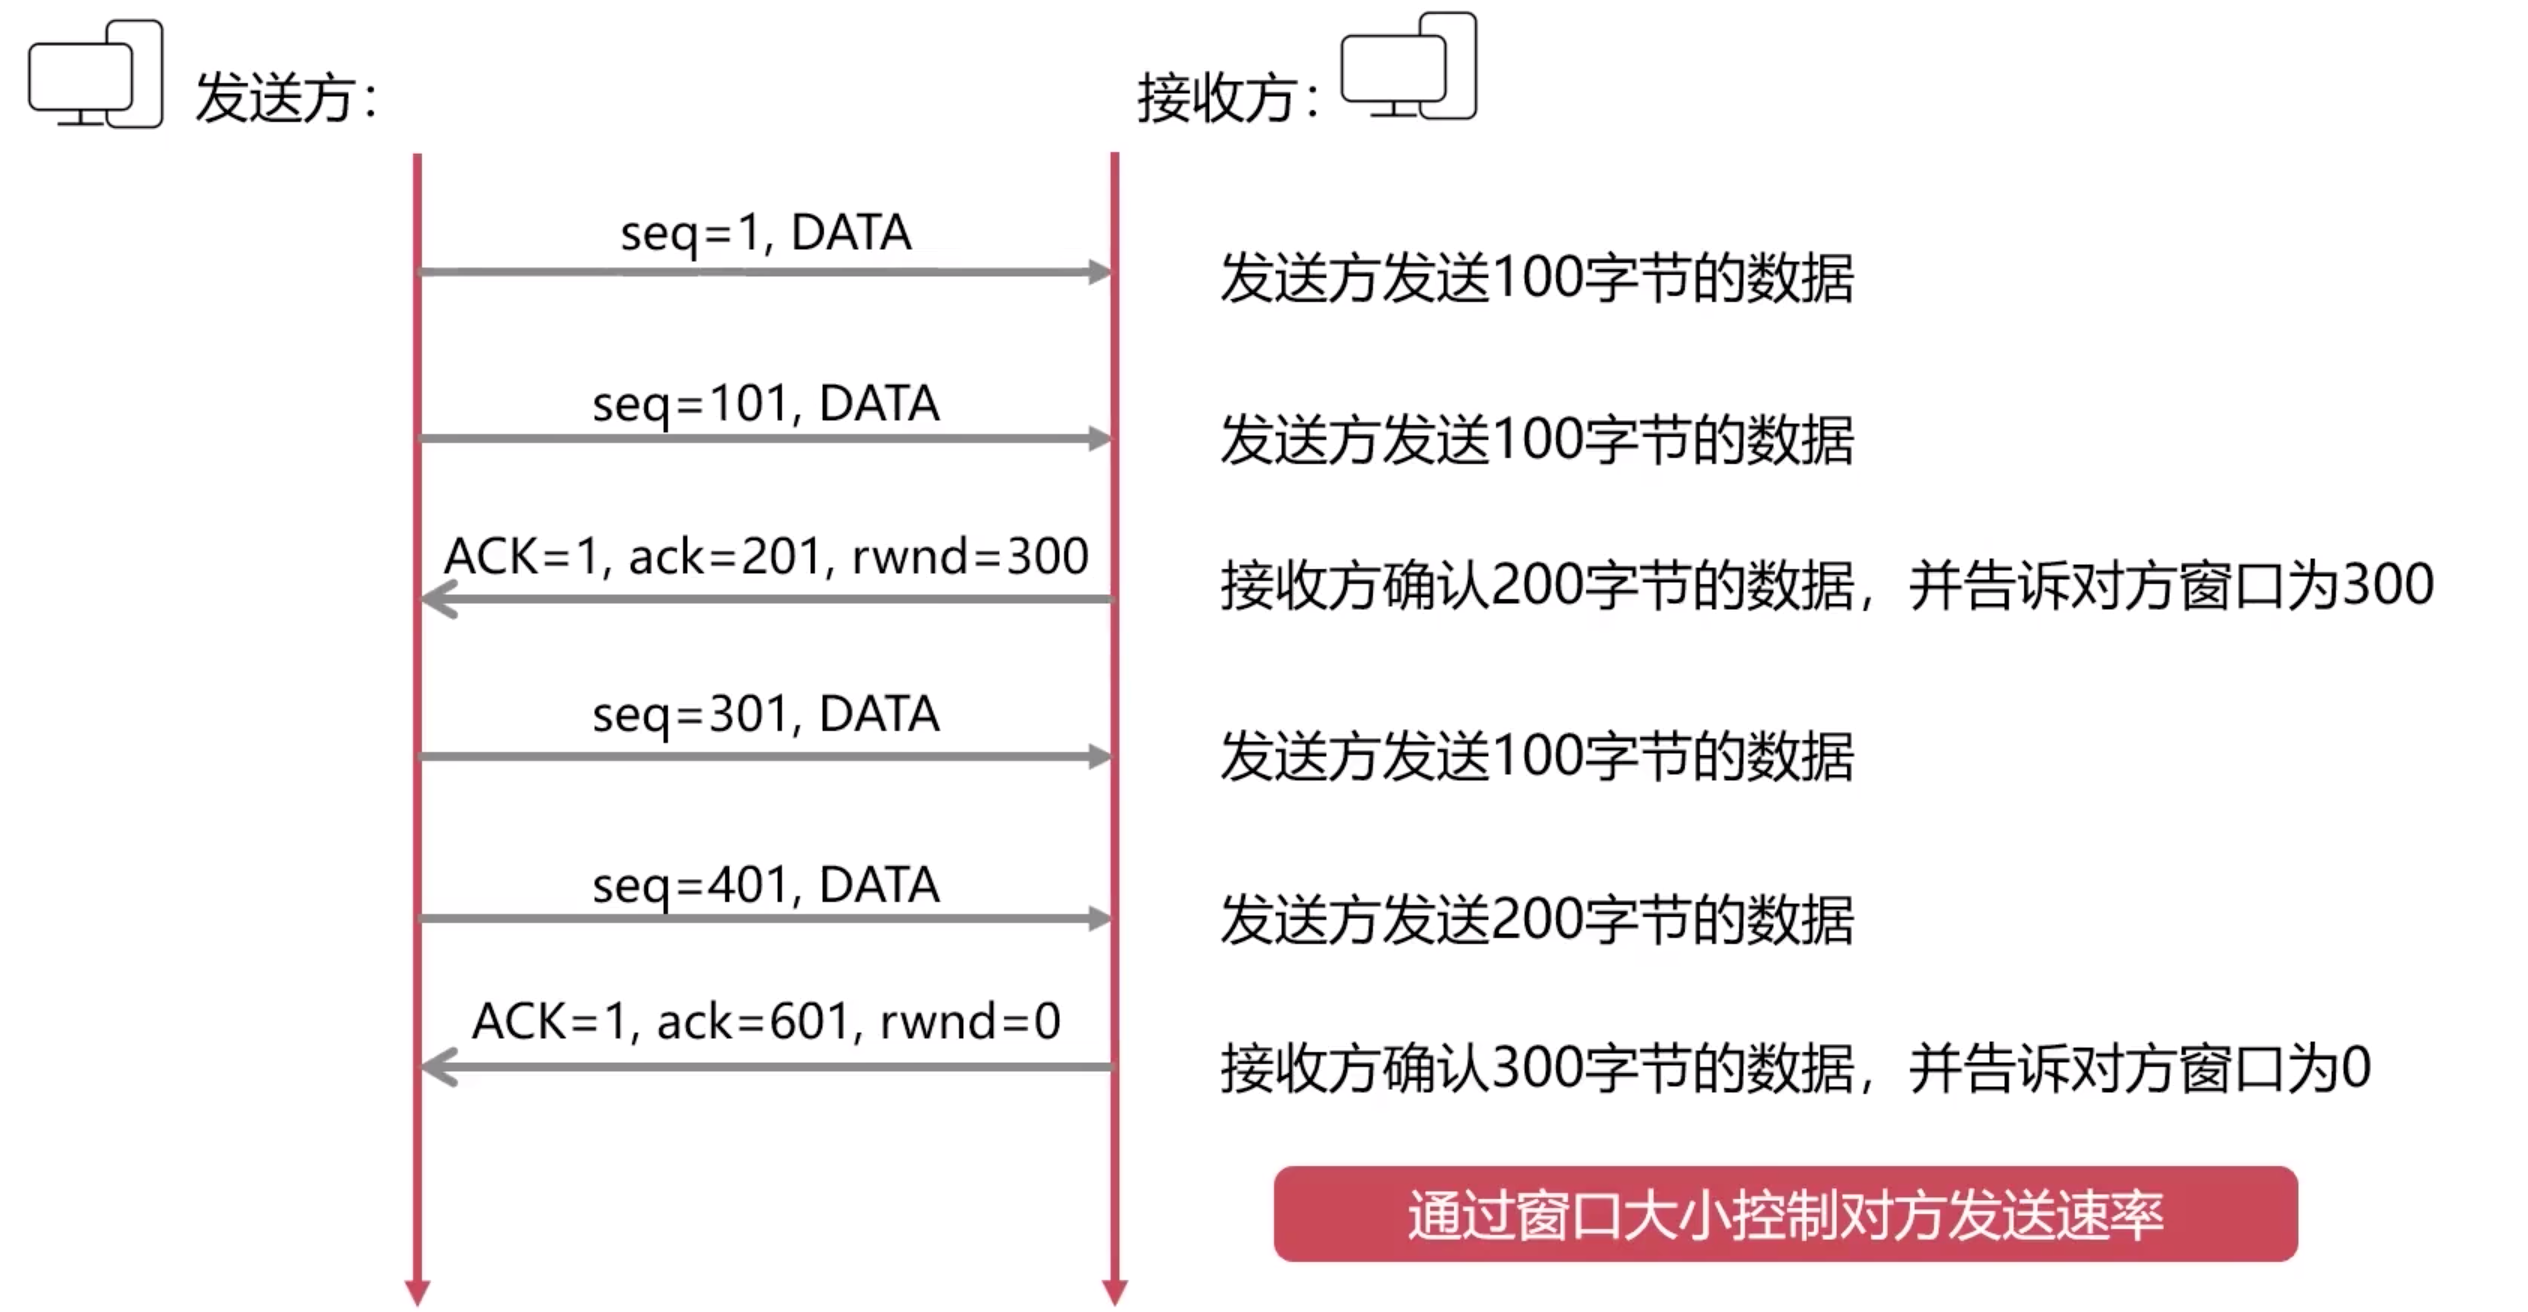 发送方：
接收方：
seq=1, DATA
发送方发送100字节的数据
seq=101, DATA
发送方发送100字节的数据
ACK=1, ack=201, rwnd=300
接收方确认200字节的数据，并告诉对方窗口为300
seq=301, DATA
发送方发送100字节的数据
seq=401, DATA
发送方发送200字节的数据
ACK=1, ack=601, rwnd=0
接收方确认300字节的数据，并告诉对方窗口为0
通过窗口大小控制对方发送速率